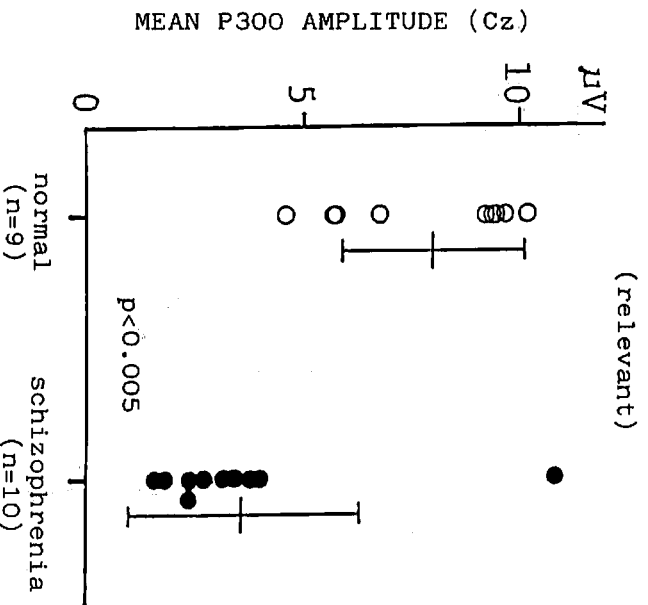 MEAN P300 AMPLITUDE (Cz)
μV
10
5
0
(relevant)
normal
(n=9)
p<0.005
schizophrenia
(n=10)